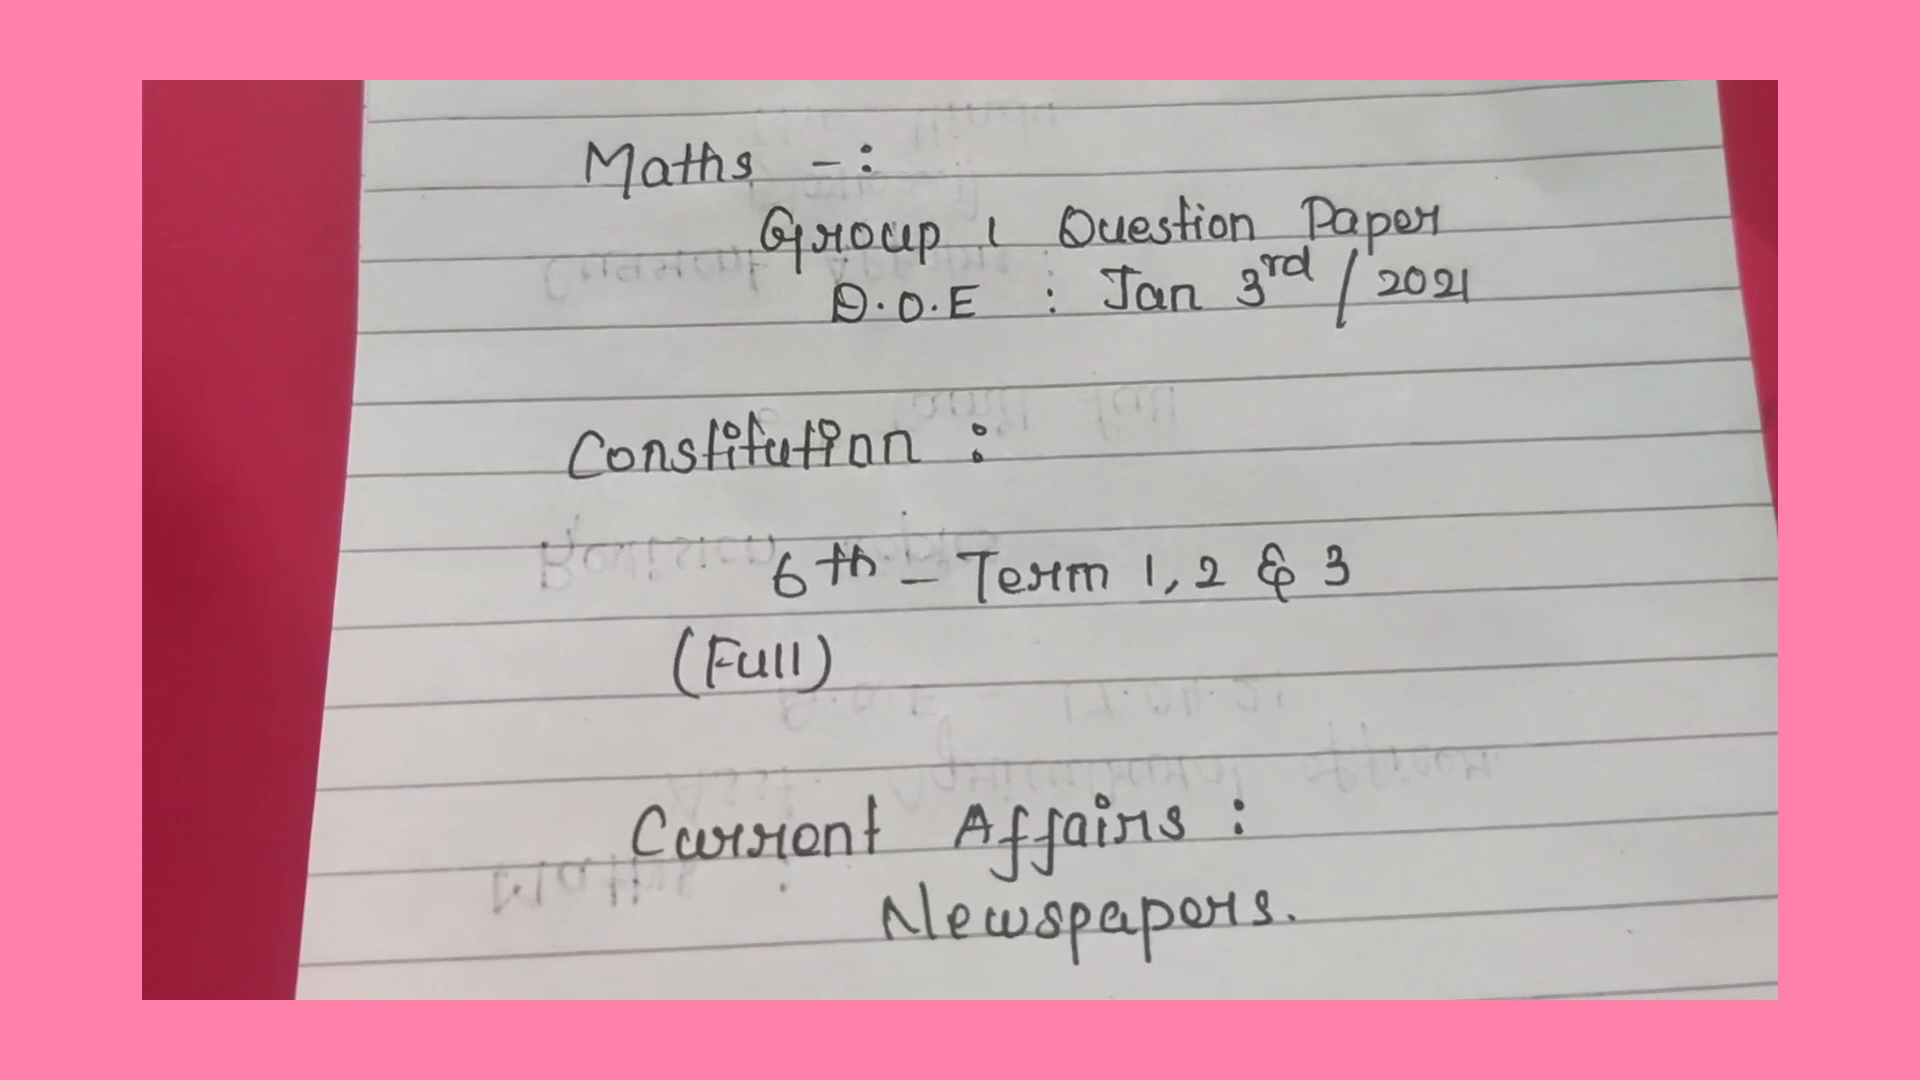 Maths -:
Group 1 Question Paper
D.O.E : Jan 3rd / 2021
Constitution :
6th - Term 1, 2 & 3
(Full)
Current Affairs :
Newspapers.